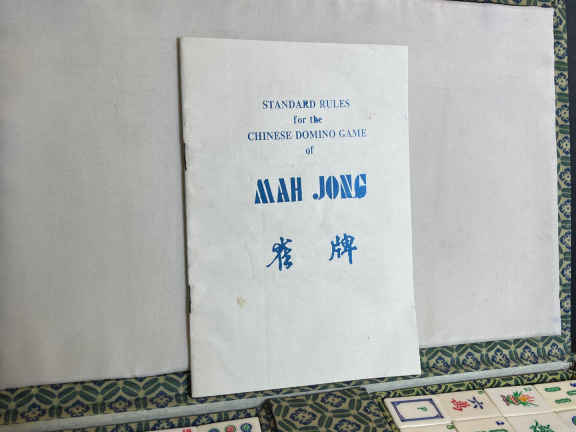 STANDARD RULES
for the
CHINESE DOMINO GAME
of
MAH JONG
雀 牌